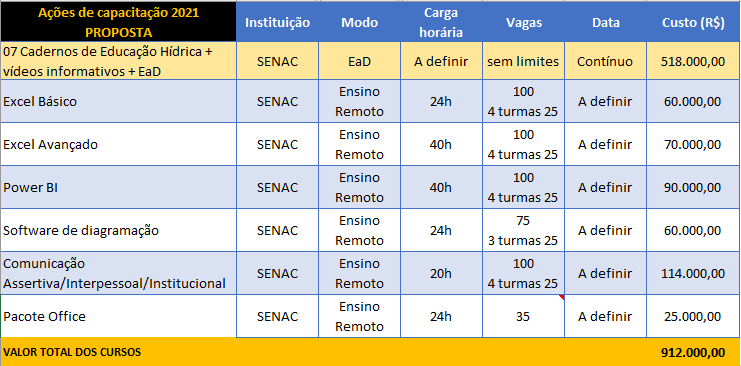 Ações de capacitação 2021 PROPOSTA Instituição Modo Carga horária Vagas Data Custo (R$)
07 Cadernos de Educação Hídrica + vídeos informativos + EaD SENAC EaD A definir sem limites Contínuo 518.000,00
Excel Básico SENAC Ensino Remoto 24h 100 4 turmas 25 A definir 60.000,00
Excel Avançado SENAC Ensino Remoto 40h 100 4 turmas 25 A definir 70.000,00
Power BI SENAC Ensino Remoto 40h 100 4 turmas 25 A definir 90.000,00
Software de diagramação SENAC Ensino Remoto 24h 75 3 turmas 25 A definir 60.000,00
Comunicação Assertiva/Interpessoal/Institucional SENAC Ensino Remoto 20h 100 4 turmas 25 A definir 114.000,00
Pacote Office SENAC Ensino Remoto 24h 35 A definir 25.000,00
VALOR TOTAL DOS CURSOS 912.000,00